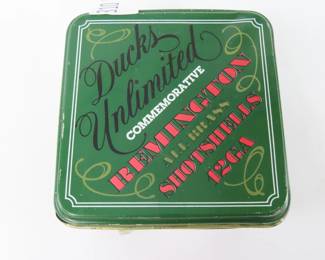 Ducks
Unlimited
COMMEMORATIVE
REMINGTON
ALL BRASS
SHOTSHELLS
12GA